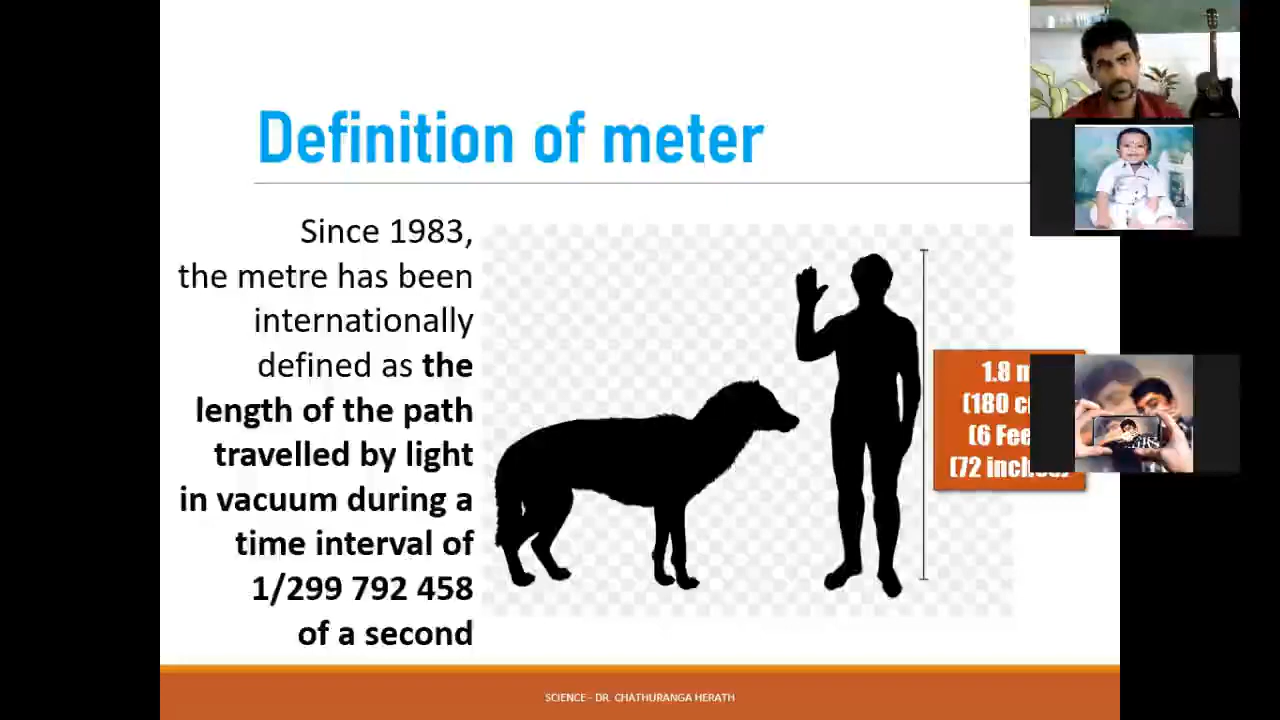 Definition of meter
Since 1983,
the metre has been
internationally
defined as the
length of the path
travelled by light
in vacuum during a
time interval of
1/299 792 458
of a second
1.8 m
(180 c
(6 Fee
(72 inch
SCIENCE - DR. CHATHURANGA HERATH